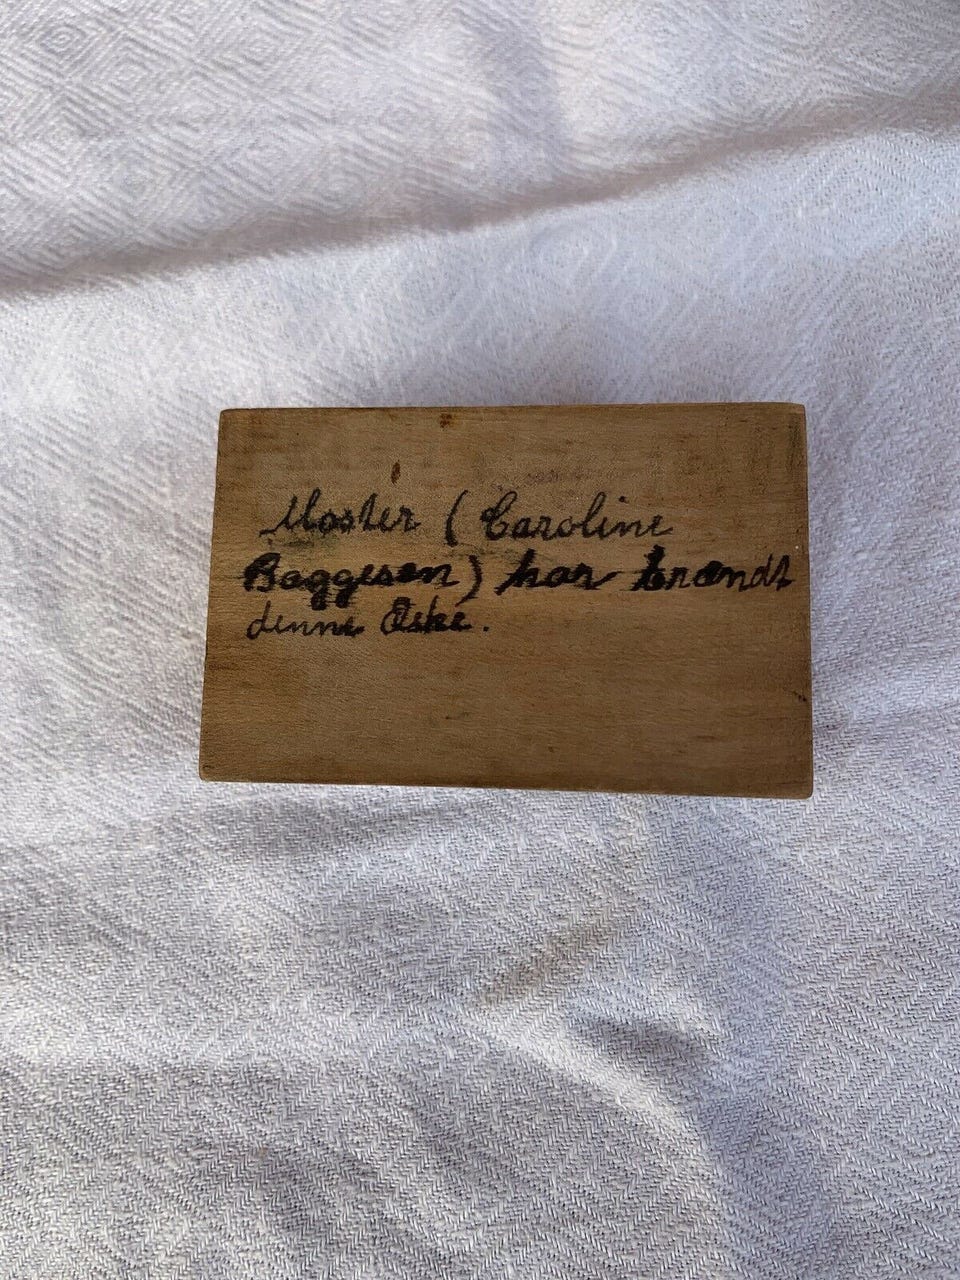 Moster (Caroline
Baggesen) har brændt
denne Æske.